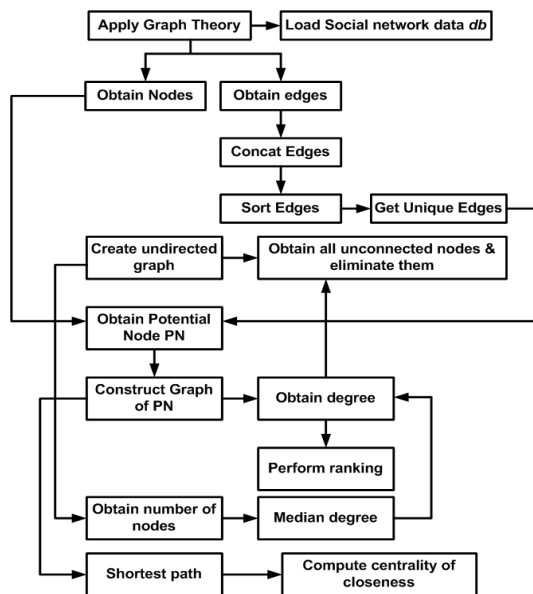 Apply Graph Theory
Load Social network data db
Obtain Nodes
Obtain edges
Concat Edges
Sort Edges
Get Unique Edges
Create undirected
graph
Obtain all unconnected nodes &
eliminate them
Obtain Potential
Node PN
Construct Graph
of PN
Obtain degree
Perform ranking
Obtain number of
nodes
Median degree
Shortest path
Compute centrality of
closeness